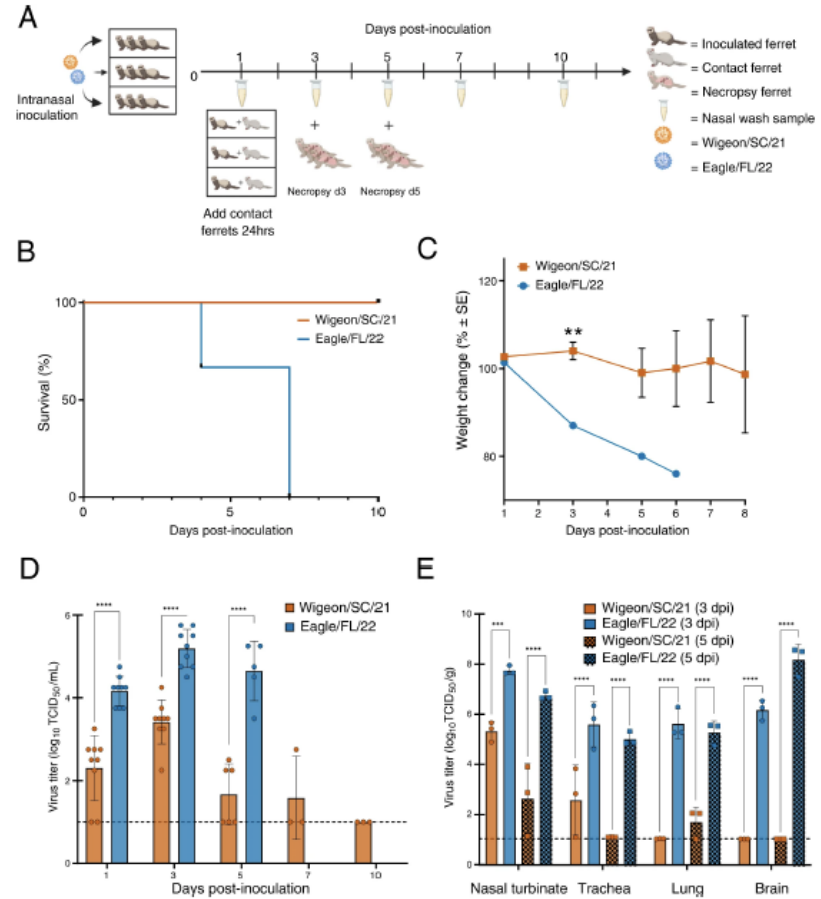 A
Days post-inoculation
0
1
3
5
7
10
Intranasal
inoculation
+
+
+
+
+
Necropsy d3
Necropsy d5
Add contact
ferrets 24hrs
= Inoculated ferret
= Contact ferret
= Necropsy ferret
= Nasal wash sample
= Wigeon/SC/21
= Eagle/FL/22
B
Survival (%)
100
50
0
Wigeon/SC/21
Eagle/FL/22
0
5
10
Days post-inoculation
C
Weight change (% ± SE)
120
100
80
Wigeon/SC/21
Eagle/FL/22
**
1
2
3
4
5
6
7
8
Days post-inoculation
D
Virus titer (log10 TCID50/mL)
6
4
2
0
****
****
****
Wigeon/SC/21
Eagle/FL/22
1
3
5
7
10
Days post-inoculation
E
Virus titer (log10TCID50/g)
10
8
6
4
2
0
Wigeon/SC/21 (3 dpi)
Eagle/FL/22 (3 dpi)
Wigeon/SC/21 (5 dpi)
Eagle/FL/22 (5 dpi)
***
****
****
****
****
****
****
****
Nasal turbinate
Trachea
Lung
Brain